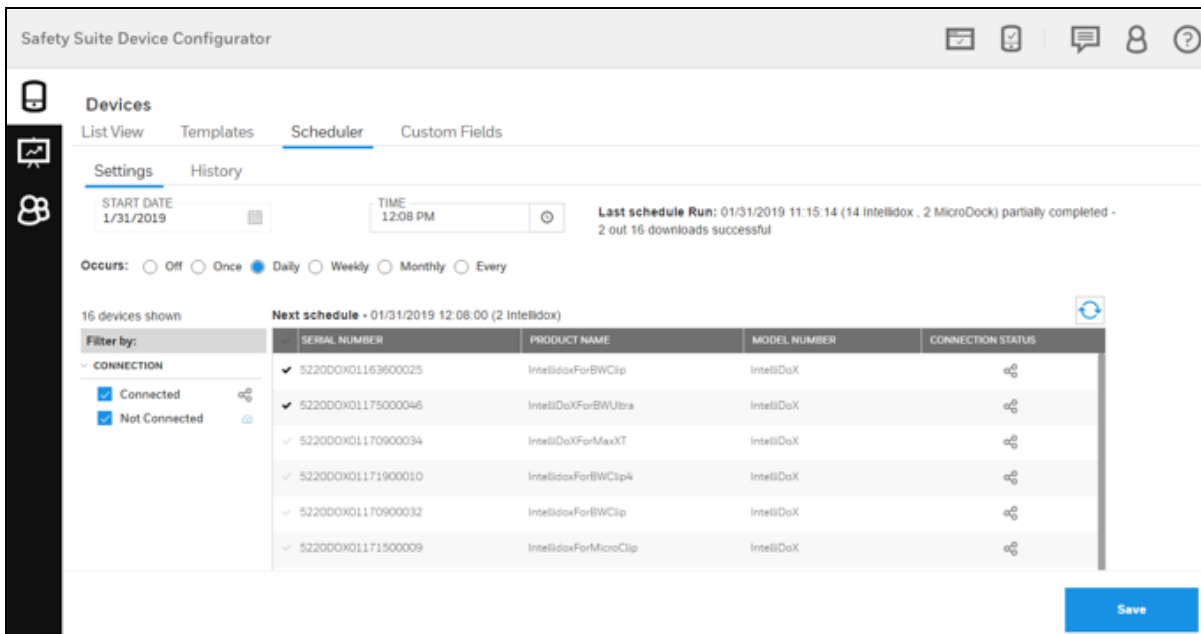 Safety Suite Device Configurator
Devices
List View Templates Scheduler Custom Fields
Settings History
START DATE
1/31/2019
TIME
12:08 PM
Last schedule Run: 01/31/2019 11:15:14 (14 Intellidox , 2 MicroDock) partially completed -
2 out 16 downloads successful
Occurs: Off Once Daily Weekly Monthly Every
16 devices shown
Next schedule - 01/31/2019 12:08:00 (2 Intellidox)
Filter by:
CONNECTION
Connected
Not Connected
SERIAL NUMBER PRODUCT NAME MODEL NUMBER CONNECTION STATUS
5220DOX01163600025 IntellidoxForBWClip IntelliDoX
5220DOX01175000046 IntelliDoXForBWUltra IntelliDoX
5220DOX01170900034 IntelliDoXForMaxXT IntelliDoX
5220DOX01171900010 IntellidoxForBWClip4 IntelliDoX
5220DOX01170900032 IntellidoxForBWClip IntelliDoX
5220DOX01171500009 IntellidoxForMicroClip IntelliDoX
Save